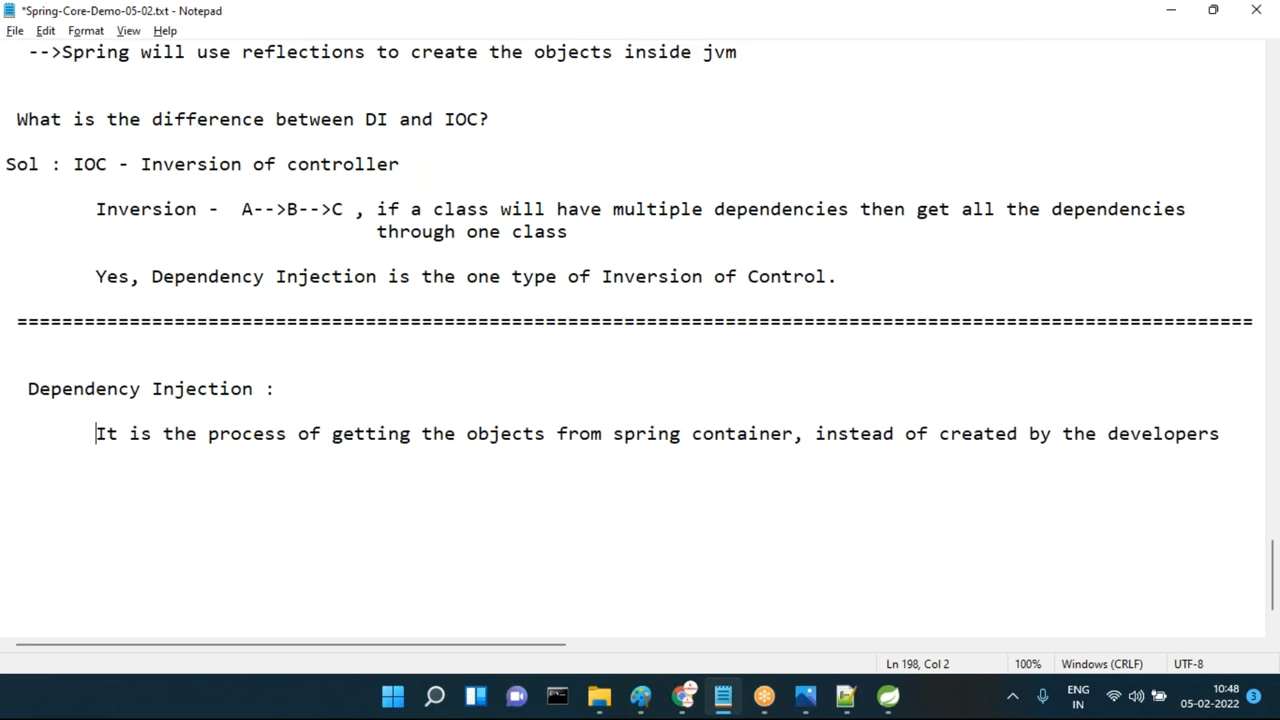 *Spring-Core-Demo-05-02.txt - Notepad
File Edit Format View Help
-->Spring will use reflections to create the objects inside jvm
What is the difference between DI and IOC?
Sol : IOC - Inversion of controller
Inversion - A-->B-->C , if a class will have multiple dependencies then get all the dependencies
through one class
Yes, Dependency Injection is the one type of Inversion of Control.
==============================================================================================================
Dependency Injection :
It is the process of getting the objects from spring container, instead of created by the developers
Ln 198, Col 2 100% Windows (CRLF) UTF-8
ENG 10:48
IN 05-02-2022 3